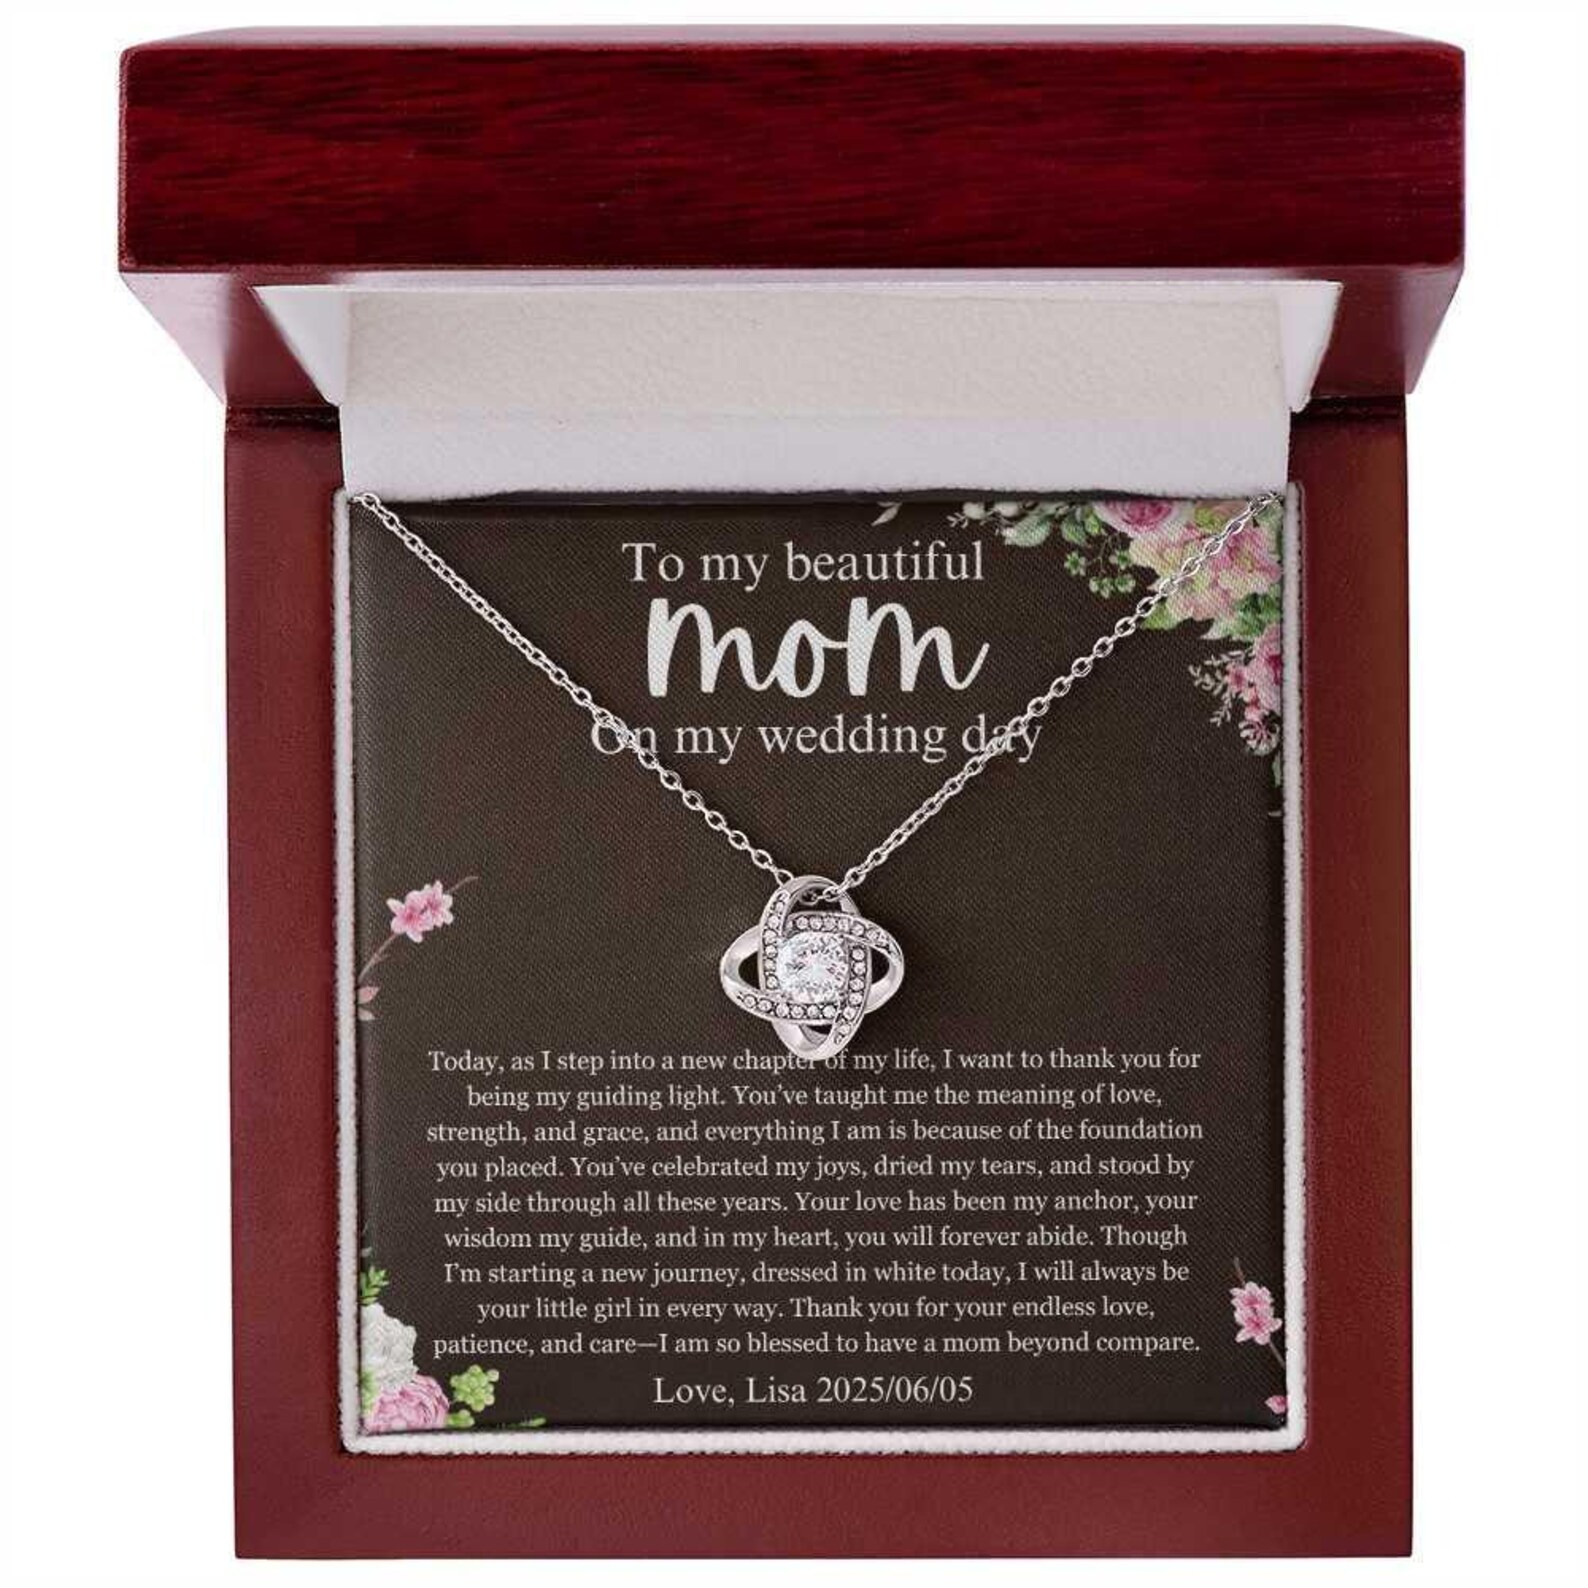 To my beautiful
mom
On my wedding day
Today, as I step into a new chapter of my life, I want to thank you for
being my guiding light. You've taught me the meaning of love,
strength, and grace, and everything I am is because of the foundation
you placed. You've celebrated my joys, dried my tears, and stood by
my side through all these years. Your love has been my anchor, your
wisdom my guide, and in my heart, you will forever abide. Though
I'm starting a new journey, dressed in white today, I will always be
your little girl in every way. Thank you for your endless love,
patience, and care—I am so blessed to have a mom beyond compare.
Love, Lisa 2025/06/05